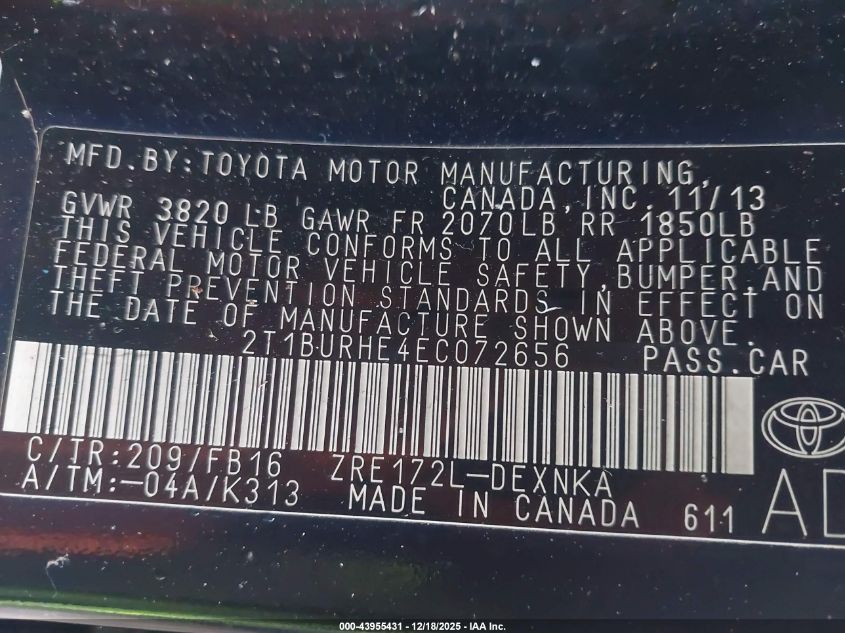 MFD.BY:TOYOTA MOTOR MANUFACTURING,
CANADA,INC. 11/13
GVWR 3820 LB GAWR FR 2070LB RR 1850LB
THIS VEHICLE CONFORMS TO ALL APPLICABLE
FEDERAL MOTOR VEHICLE SAFETY,BUMPER,AND
THEFT PREVENTION STANDARDS IN EFFECT ON
THE DATE OF MANUFACTURE SHOWN ABOVE.
2T1BURHE4EC072656 PASS.CAR
C/TR:209/FB16 ZRE172L-DEXNKA
A/TM:-04A/K313 MADE IN CANADA 611
AD
000-43955431 - 12/18/2025 - IAA Inc.